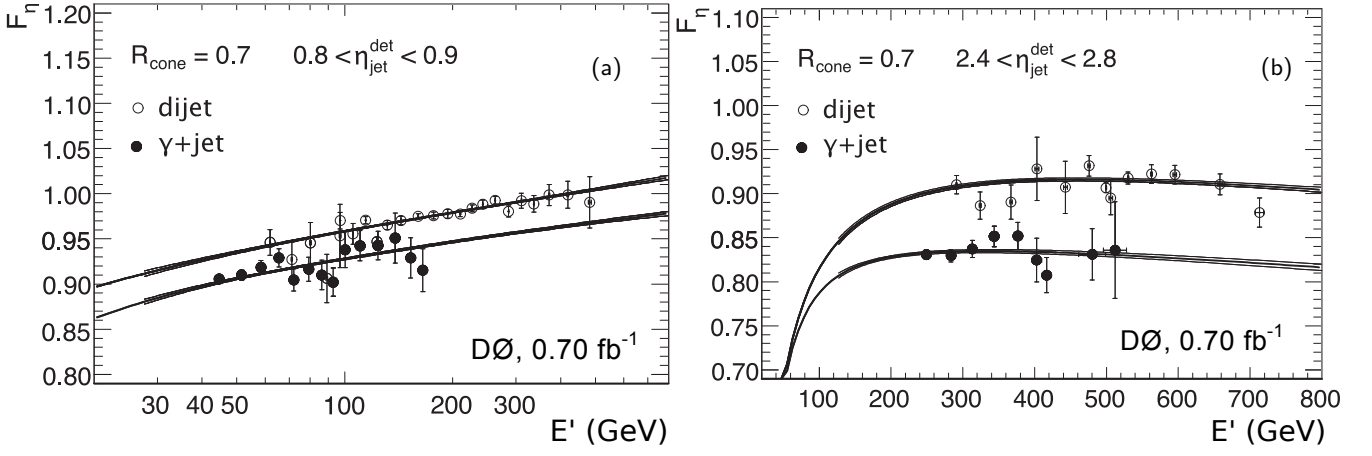 F_η
1.20
1.15
1.10
1.05
1.00
0.95
0.90
0.85
0.80
R_cone = 0.7 0.8 < η^det_jet < 0.9
(a)
dijet
γ+jet
DØ, 0.70 fb⁻¹
30 40 50 100 200 300
E' (GeV)
F_η
1.10
1.05
1.00
0.95
0.90
0.85
0.80
0.75
0.70
R_cone = 0.7 2.4 < η^det_jet < 2.8
(b)
dijet
γ+jet
DØ, 0.70 fb⁻¹
100 200 300 400 500 600 700 800
E' (GeV)